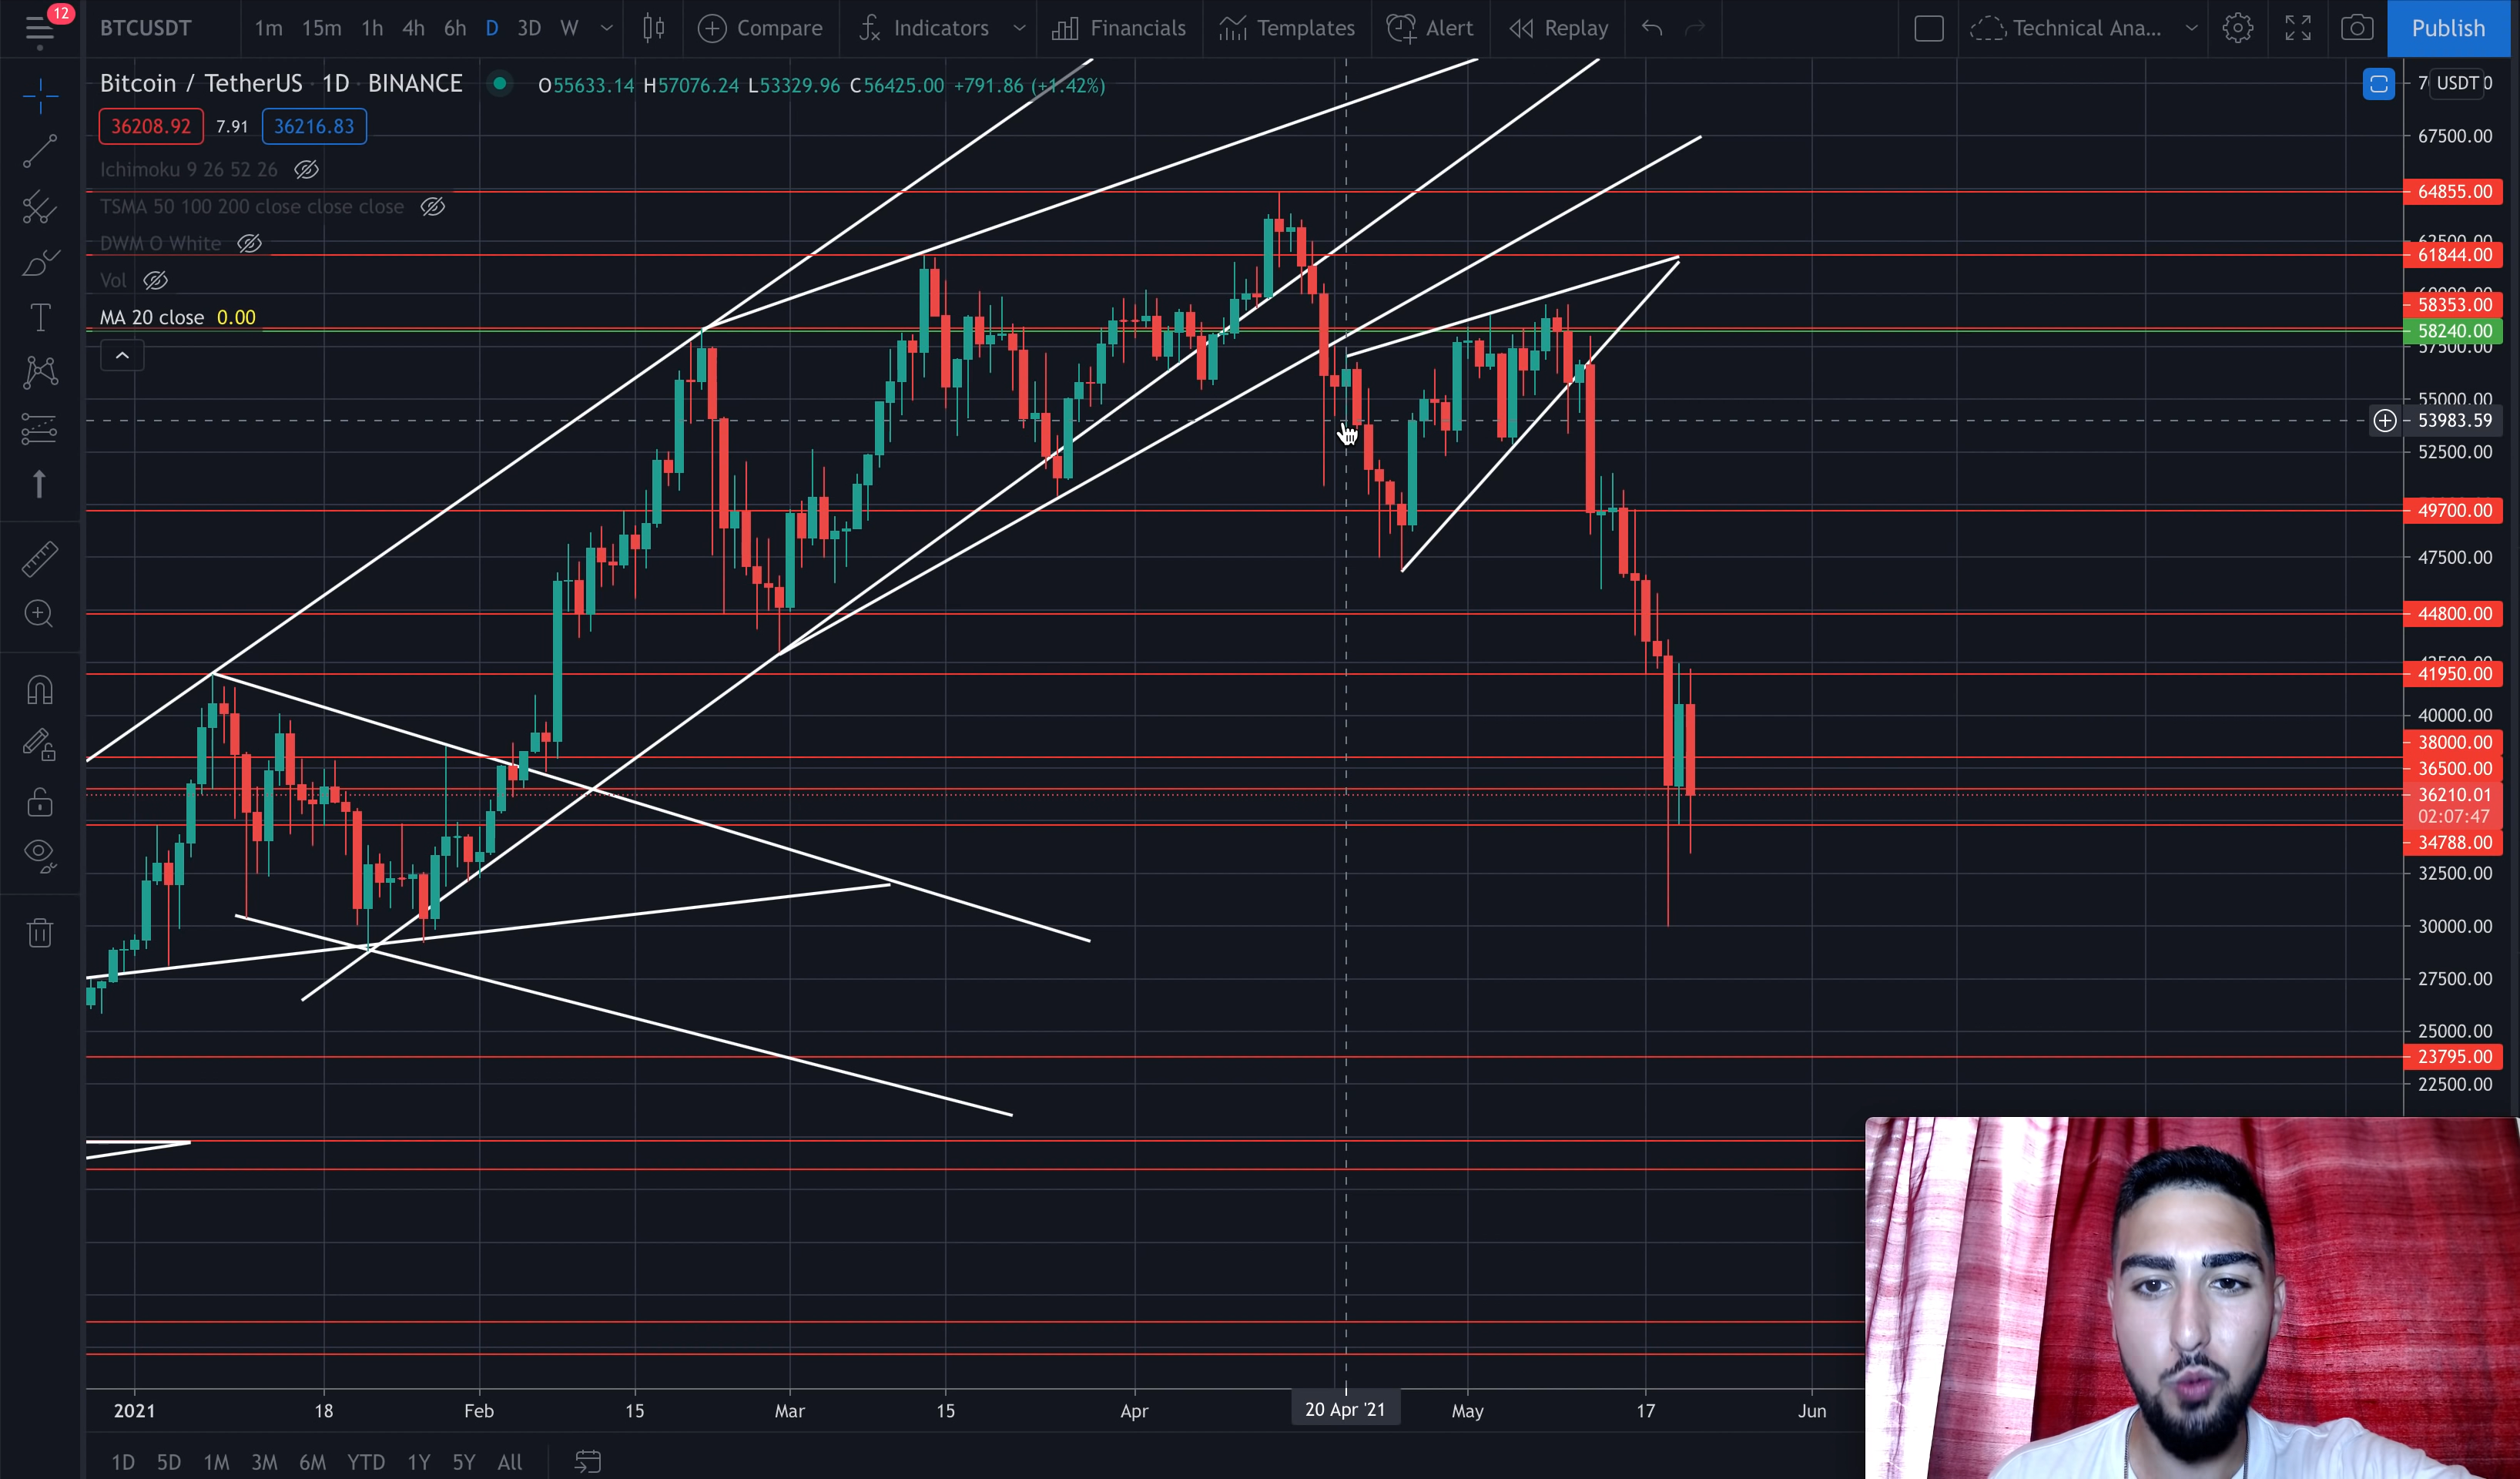 12
BTCUSDT 1m 15m 1h 4h 6h D 3D W Compare Indicators Financials Templates Alert Replay Technical Ana... Publish
Bitcoin / TetherUS · 1D · BINANCE O55633.14 H57076.24 L53329.96 C56425.00 +791.86 (+1.42%)
36208.92 7.91 36216.83
Ichimoku 9 26 52 26
TSMA 50 100 200 close close close
DWM O White
Vol
MA 20 close 0.00
USDT
67500.00
64855.00
62500.00
61844.00
60000.00
58353.00
58240.00
57500.00
55000.00
53983.59
52500.00
49700.00
47500.00
44800.00
42500.00
41950.00
40000.00
38000.00
36500.00
36210.01
02:07:47
34788.00
32500.00
30000.00
27500.00
25000.00
23795.00
22500.00
2021 18 Feb 15 Mar 15 Apr 20 Apr '21 May 17 Jun
1D 5D 1M 3M 6M YTD 1Y 5Y All